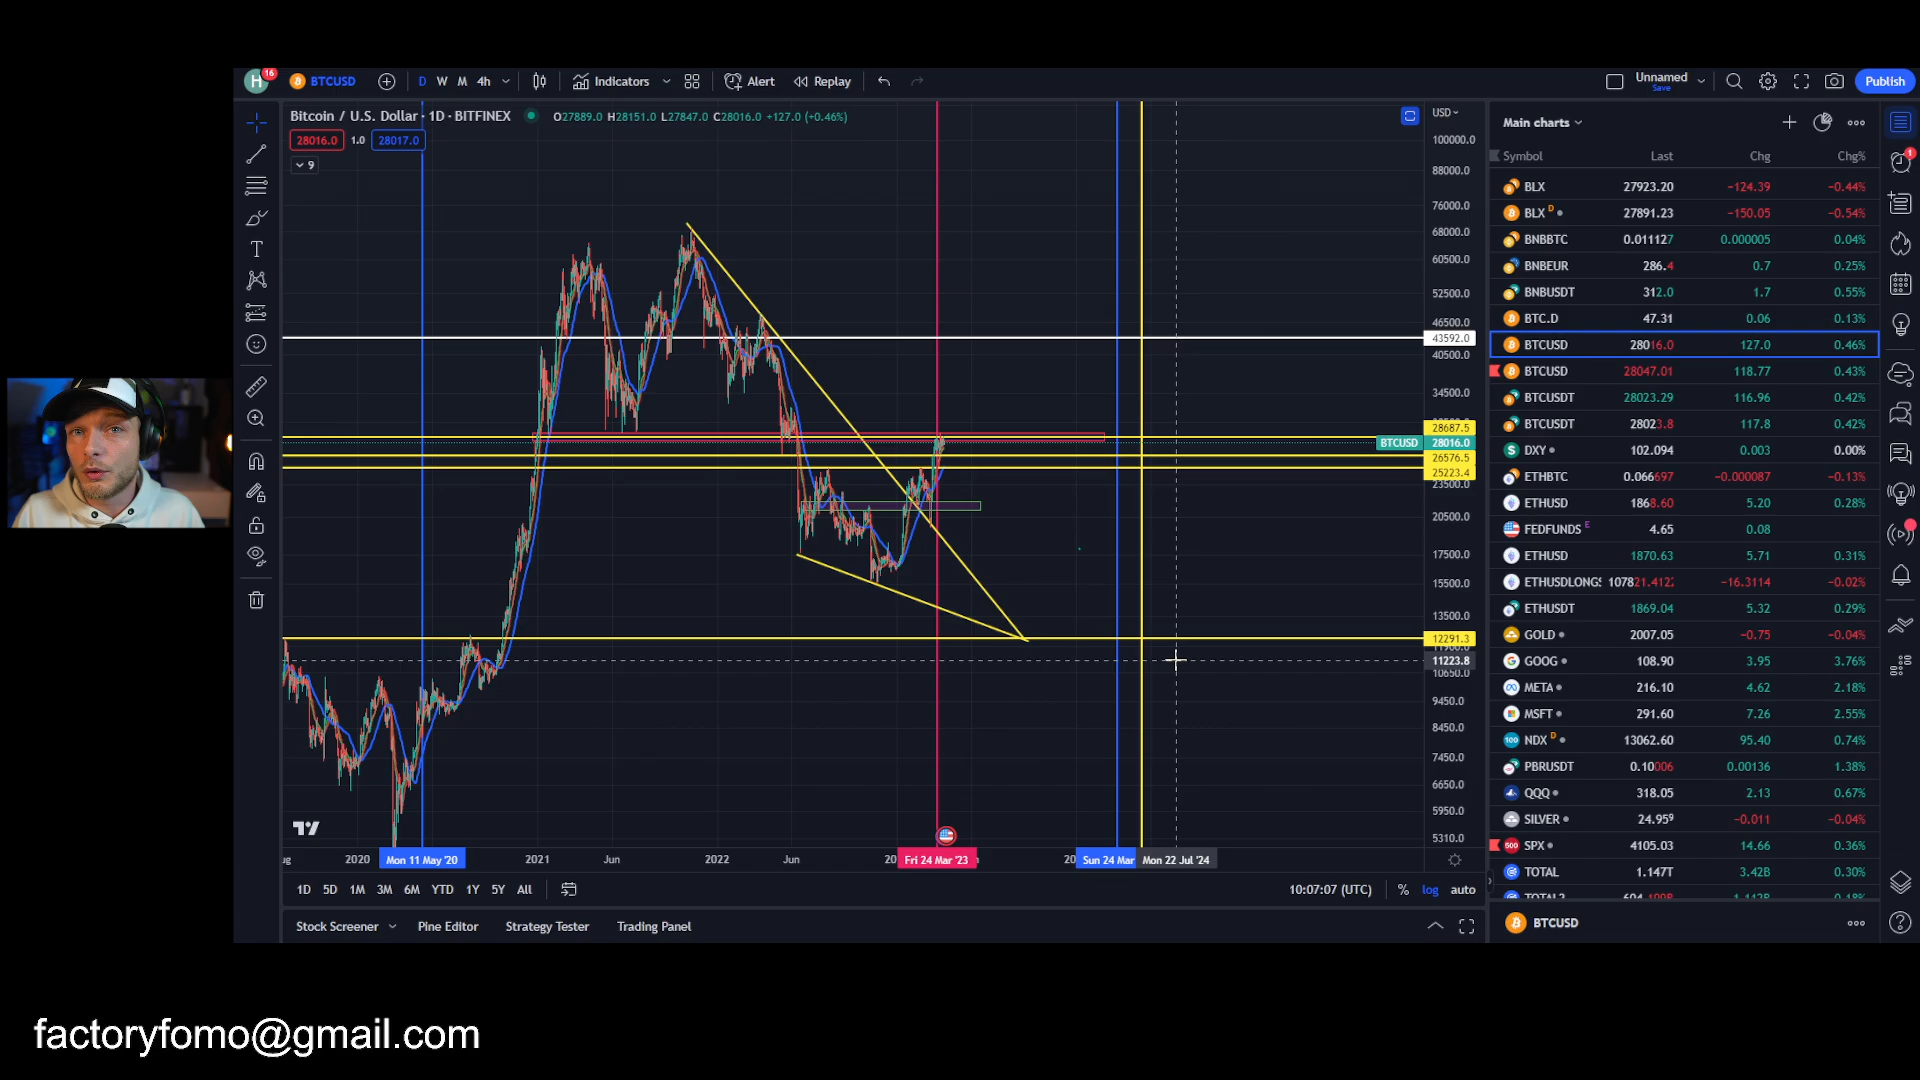 H 16 BTCUSD D W M 4h Indicators Alert Replay Unnamed Save Publish
Bitcoin / U.S. Dollar · 1D · BITFINEX O27889.0 H28151.0 L27847.0 C28016.0 +127.0 (+0.46%)
28016.0 1.0 28017.0
9
USD
100000.0
88000.0
76000.0
68000.0
60500.0
52500.0
46500.0
43592.0
40500.0
34500.0
28687.5
BTCUSD 28016.0
26576.5
25223.4
23500.0
20500.0
17500.0
15500.0
13500.0
12291.3
11223.8
10650.0
9450.0
8450.0
7450.0
6650.0
5950.0
5310.0
2020 Mon 11 May '20 2021 Jun 2022 Jun Fri 24 Mar '23 Sun 24 Mar Mon 22 Jul '24
1D 5D 1M 3M 6M YTD 1Y 5Y All 10:07:07 (UTC) % log auto
Stock Screener Pine Editor Strategy Tester Trading Panel
Main charts
Symbol Last Chg Chg%
BLX 27923.20 −124.39 −0.44%
BLX D 27891.23 −150.05 −0.54%
BNBBTC 0.011127 0.000005 0.04%
BNBEUR 286.4 0.7 0.25%
BNBUSDT 312.0 1.7 0.55%
BTC.D 47.31 0.06 0.13%
BTCUSD 28016.0 127.0 0.46%
BTCUSD 28047.01 118.77 0.43%
BTCUSDT 28023.29 116.96 0.42%
BTCUSDT 28023.8 117.8 0.42%
DXY 102.094 0.003 0.00%
ETHBTC 0.066697 −0.000087 −0.13%
ETHUSD 1868.60 5.20 0.28%
FEDFUNDS E 4.65 0.08
ETHUSD 1870.63 5.71 0.31%
ETHUSDLONGS −16.3114 −0.02%
ETHUSDT 1869.04 5.32 0.29%
GOLD 2007.05 −0.75 −0.04%
GOOG 108.90 3.95 3.76%
META 216.10 4.62 2.18%
MSFT 291.60 7.26 2.55%
NDX D 13062.60 95.40 0.74%
PBRUSDT 0.10006 0.00136 1.38%
QQQ 318.05 2.13 0.67%
SILVER 24.959 −0.011 −0.04%
SPX 4105.03 14.66 0.36%
TOTAL 1.147T 3.42B 0.30%
BTCUSD
factoryfomo@gmail.com